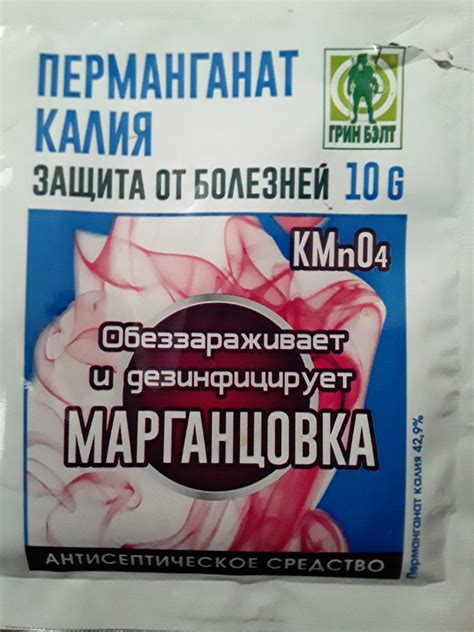 ПЕРМАНГАНАТ
КАЛИЯ
ГРИН БЭЛТ
ЗАЩИТА ОТ БОЛЕЗНЕЙ 10 G
KMnO4
Обеззараживает
и дезинфицирует
МАРГАНЦОВКА
Перманганат калия 42,9%
АНТИСЕПТИЧЕСКОЕ СРЕДСТВО